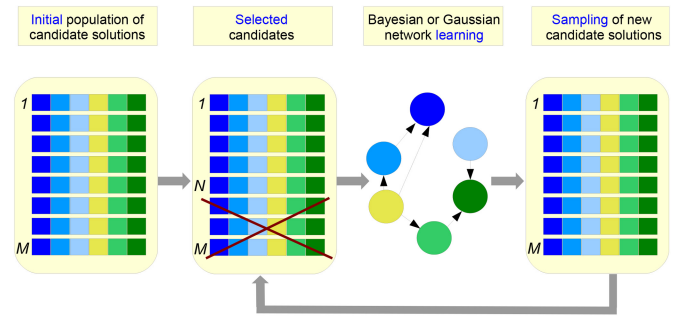 Initial population of
candidate solutions
Selected
candidates
Bayesian or Gaussian
network learning
Sampling of new
candidate solutions
1
M
1
N
M
1
M